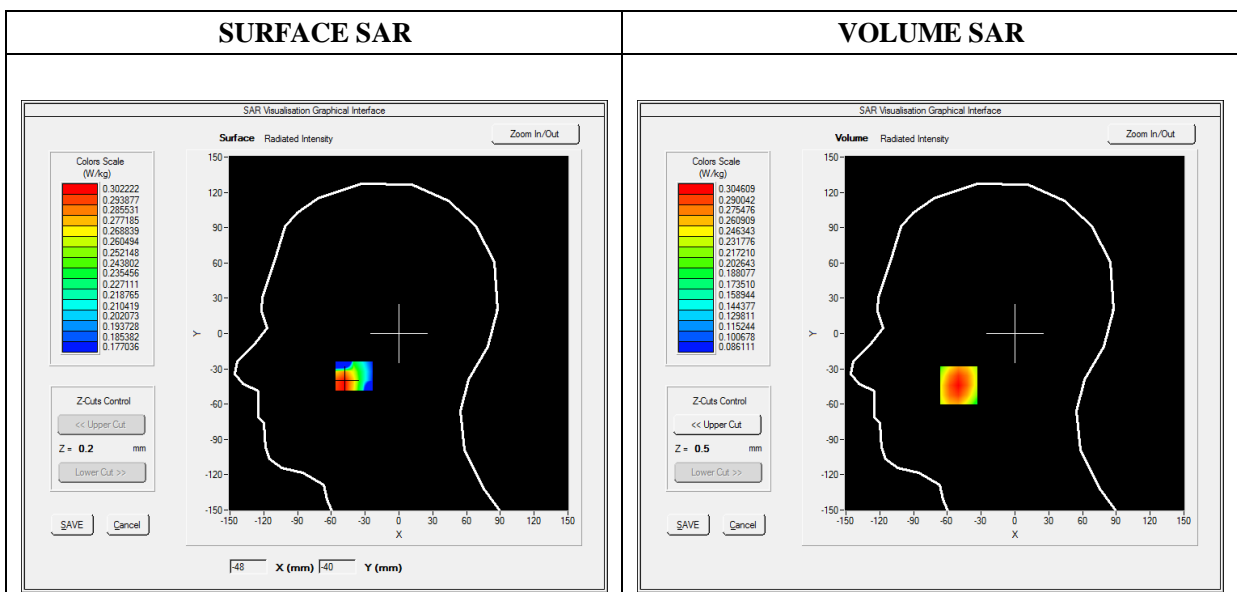 SURFACE SAR
VOLUME SAR
SAR Visualisation Graphical Interface
Surface Radiated Intensity
Zoom In/Out
Colors Scale
(W/kg)
0.302222
0.293877
0.285531
0.277185
0.268839
0.260494
0.252148
0.243802
0.235456
0.227111
0.218765
0.210419
0.202073
0.193728
0.185382
0.177036
Z-Cuts Control
<< Upper Cut
Z = 0.2 mm
Lower Cut >>
SAVE Cancel
150
120
90
60
30
0
-30
-60
-90
-120
-150
Y
-150 -120 -90 -60 -30 0 30 60 90 120 150
X
-48 X (mm) -40 Y (mm)
SAR Visualisation Graphical Interface
Volume Radiated Intensity
Zoom In/Out
Colors Scale
(W/kg)
0.304609
0.290042
0.275476
0.260909
0.246343
0.231776
0.217210
0.202643
0.188077
0.173510
0.158944
0.144377
0.129811
0.115244
0.100678
0.086111
Z-Cuts Control
<< Upper Cut
Z = 0.5 mm
Lower Cut >>
SAVE Cancel
150
120
90
60
30
0
-30
-60
-90
-120
-150
Y
-150 -120 -90 -60 -30 0 30 60 90 120 150
X